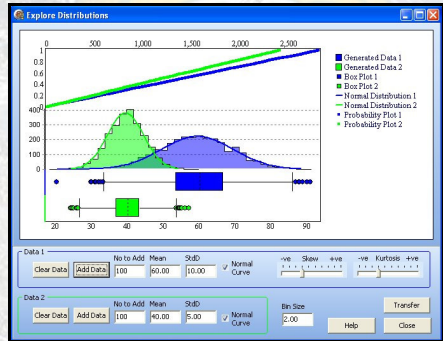 Explore Distributions
0 500 1,000 1,500 2,000 2,500
1
0.8
0.6
0.4
0.2
0
400
300
200
100
0
20 30 40 50 60 70 80 90
Generated Data 1
Generated Data 2
Box Plot 1
Box Plot 2
Normal Distribution 1
Normal Distribution 2
Probability Plot 1
Probability Plot 2
Data 1
No to Add Mean StdD
Clear Data Add Data 100 60.00 10.00 Normal Curve
-ve Skew +ve
-ve Kurtosis +ve
Data 2
No to Add Mean StdD
Clear Data Add Data 100 40.00 5.00 Normal Curve
Bin Size
2.00
Transfer
Help Close